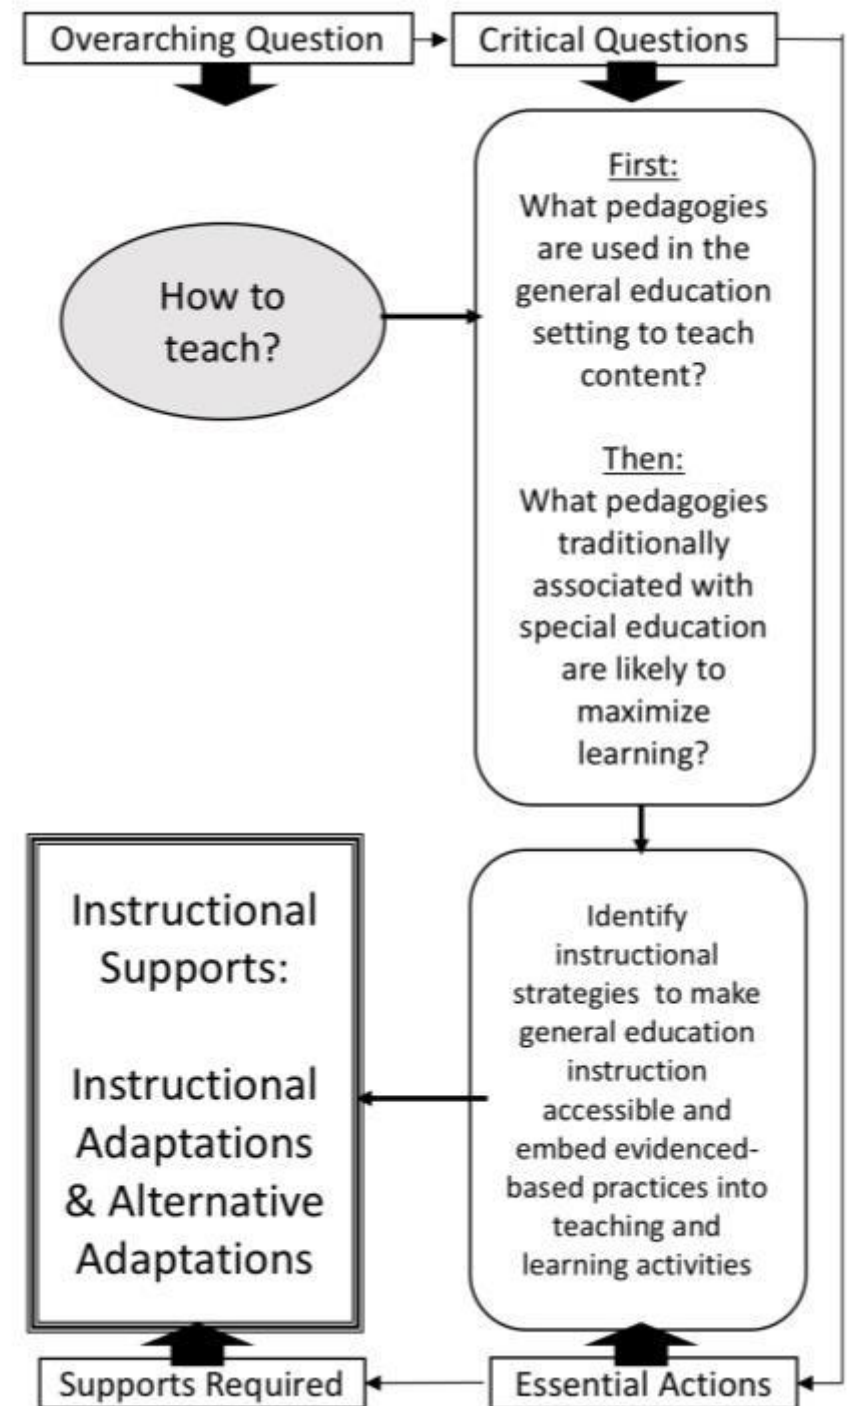 Overarching Question
Critical Questions
How to
teach?
First:
What pedagogies
are used in the
general education
setting to teach
content?
Then:
What pedagogies
traditionally
associated with
special education
are likely to
maximize
learning?
Identify
instructional
strategies to make
general education
instruction
accessible and
embed evidenced-
based practices into
teaching and
learning activities
Instructional
Supports:
Instructional
Adaptations
& Alternative
Adaptations
Supports Required
Essential Actions